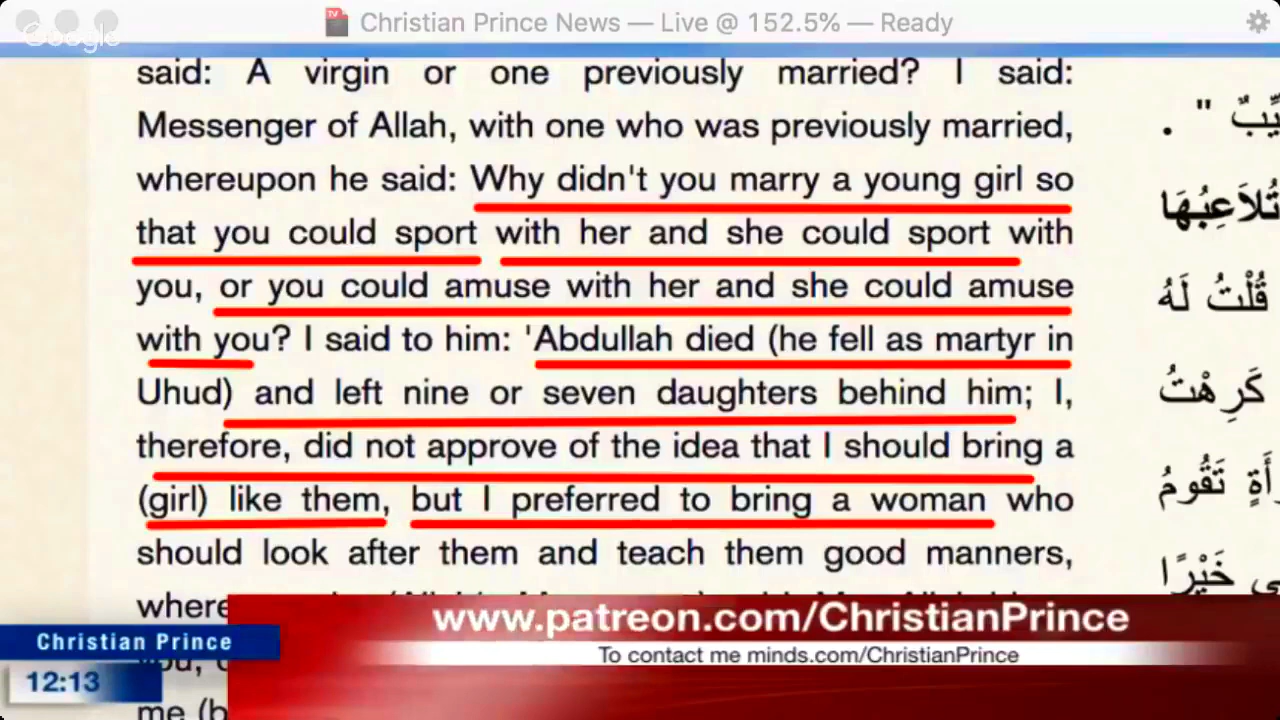 Google
Christian Prince News — Live @ 152.5% — Ready
said: A virgin or one previously married? I said:
Messenger of Allah, with one who was previously married,
whereupon he said: Why didn't you marry a young girl so
that you could sport with her and she could sport with
you, or you could amuse with her and she could amuse
with you? I said to him: 'Abdullah died (he fell as martyr in
Uhud) and left nine or seven daughters behind him; I,
therefore, did not approve of the idea that I should bring a
(girl) like them, but I preferred to bring a woman who
should look after them and teach them good manners,
" .
تُلاَعِبُهَا
قُلْتُ لَهُ
كَرِهْتُ
تَقُومُ
خَيْرًا
www.patreon.com/ChristianPrince
To contact me minds.com/ChristianPrince
Christian Prince
12:13
me (b